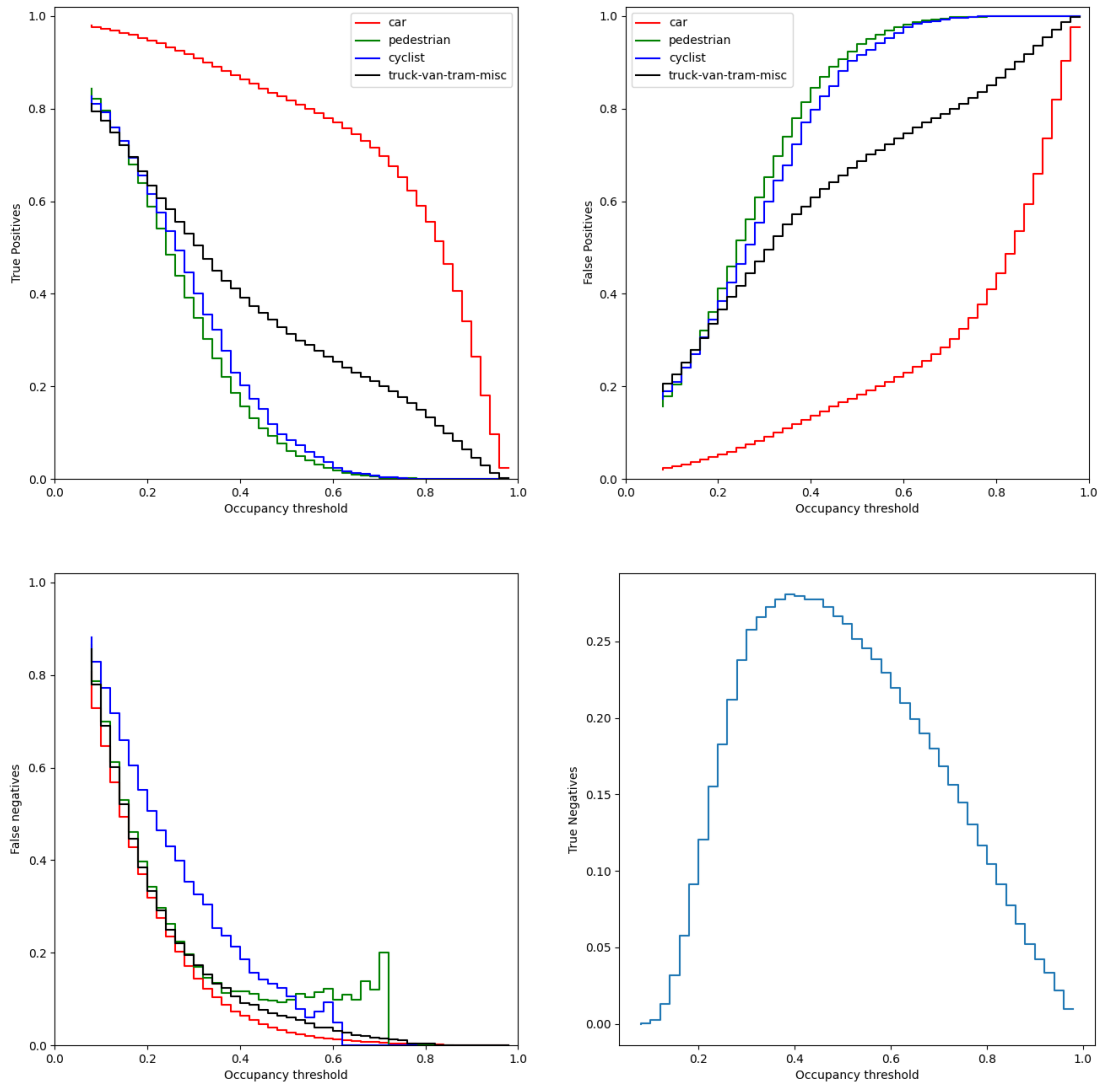 1.0
0.8
0.6
0.4
0.2
0.0
True Positives
0.0 0.2 0.4 0.6 0.8 1.0
Occupancy threshold
car
pedestrian
cyclist
truck-van-tram-misc
1.0
0.8
0.6
0.4
0.2
0.0
False Positives
0.0 0.2 0.4 0.6 0.8 1.0
Occupancy threshold
car
pedestrian
cyclist
truck-van-tram-misc
1.0
0.8
0.6
0.4
0.2
0.0
False negatives
0.0 0.2 0.4 0.6 0.8 1.0
Occupancy threshold
0.25
0.20
0.15
0.10
0.05
0.00
True Negatives
0.2 0.4 0.6 0.8 1.0
Occupancy threshold